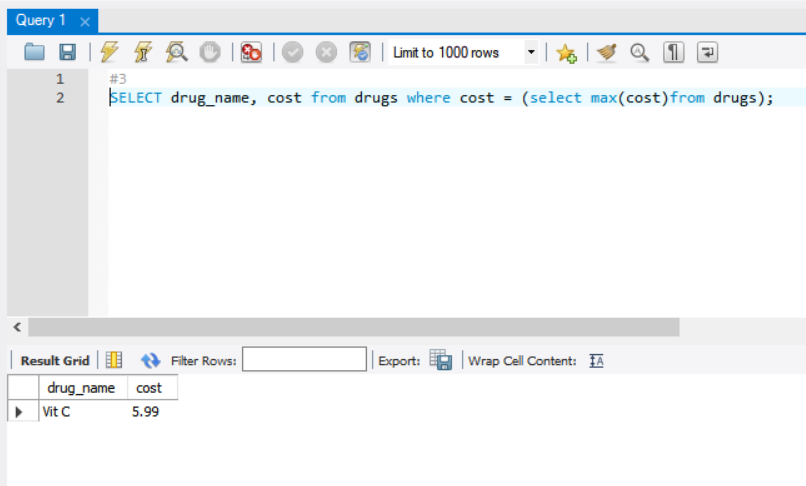 Query 1
Limit to 1000 rows
1 #3
2 SELECT drug_name, cost from drugs where cost = (select max(cost)from drugs);
Result Grid Filter Rows: Export: Wrap Cell Content:
drug_name cost
Vit C 5.99